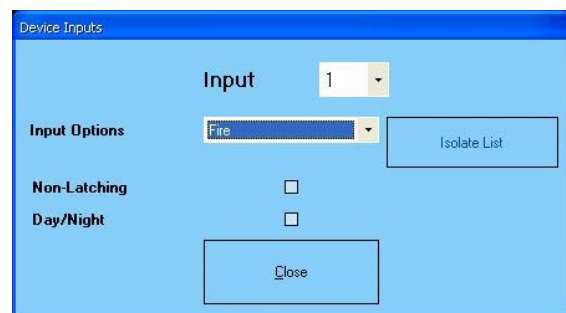 Device Inputs
Input 1
Input Options Fire
Isolate List
Non-Latching
Day/Night
Close